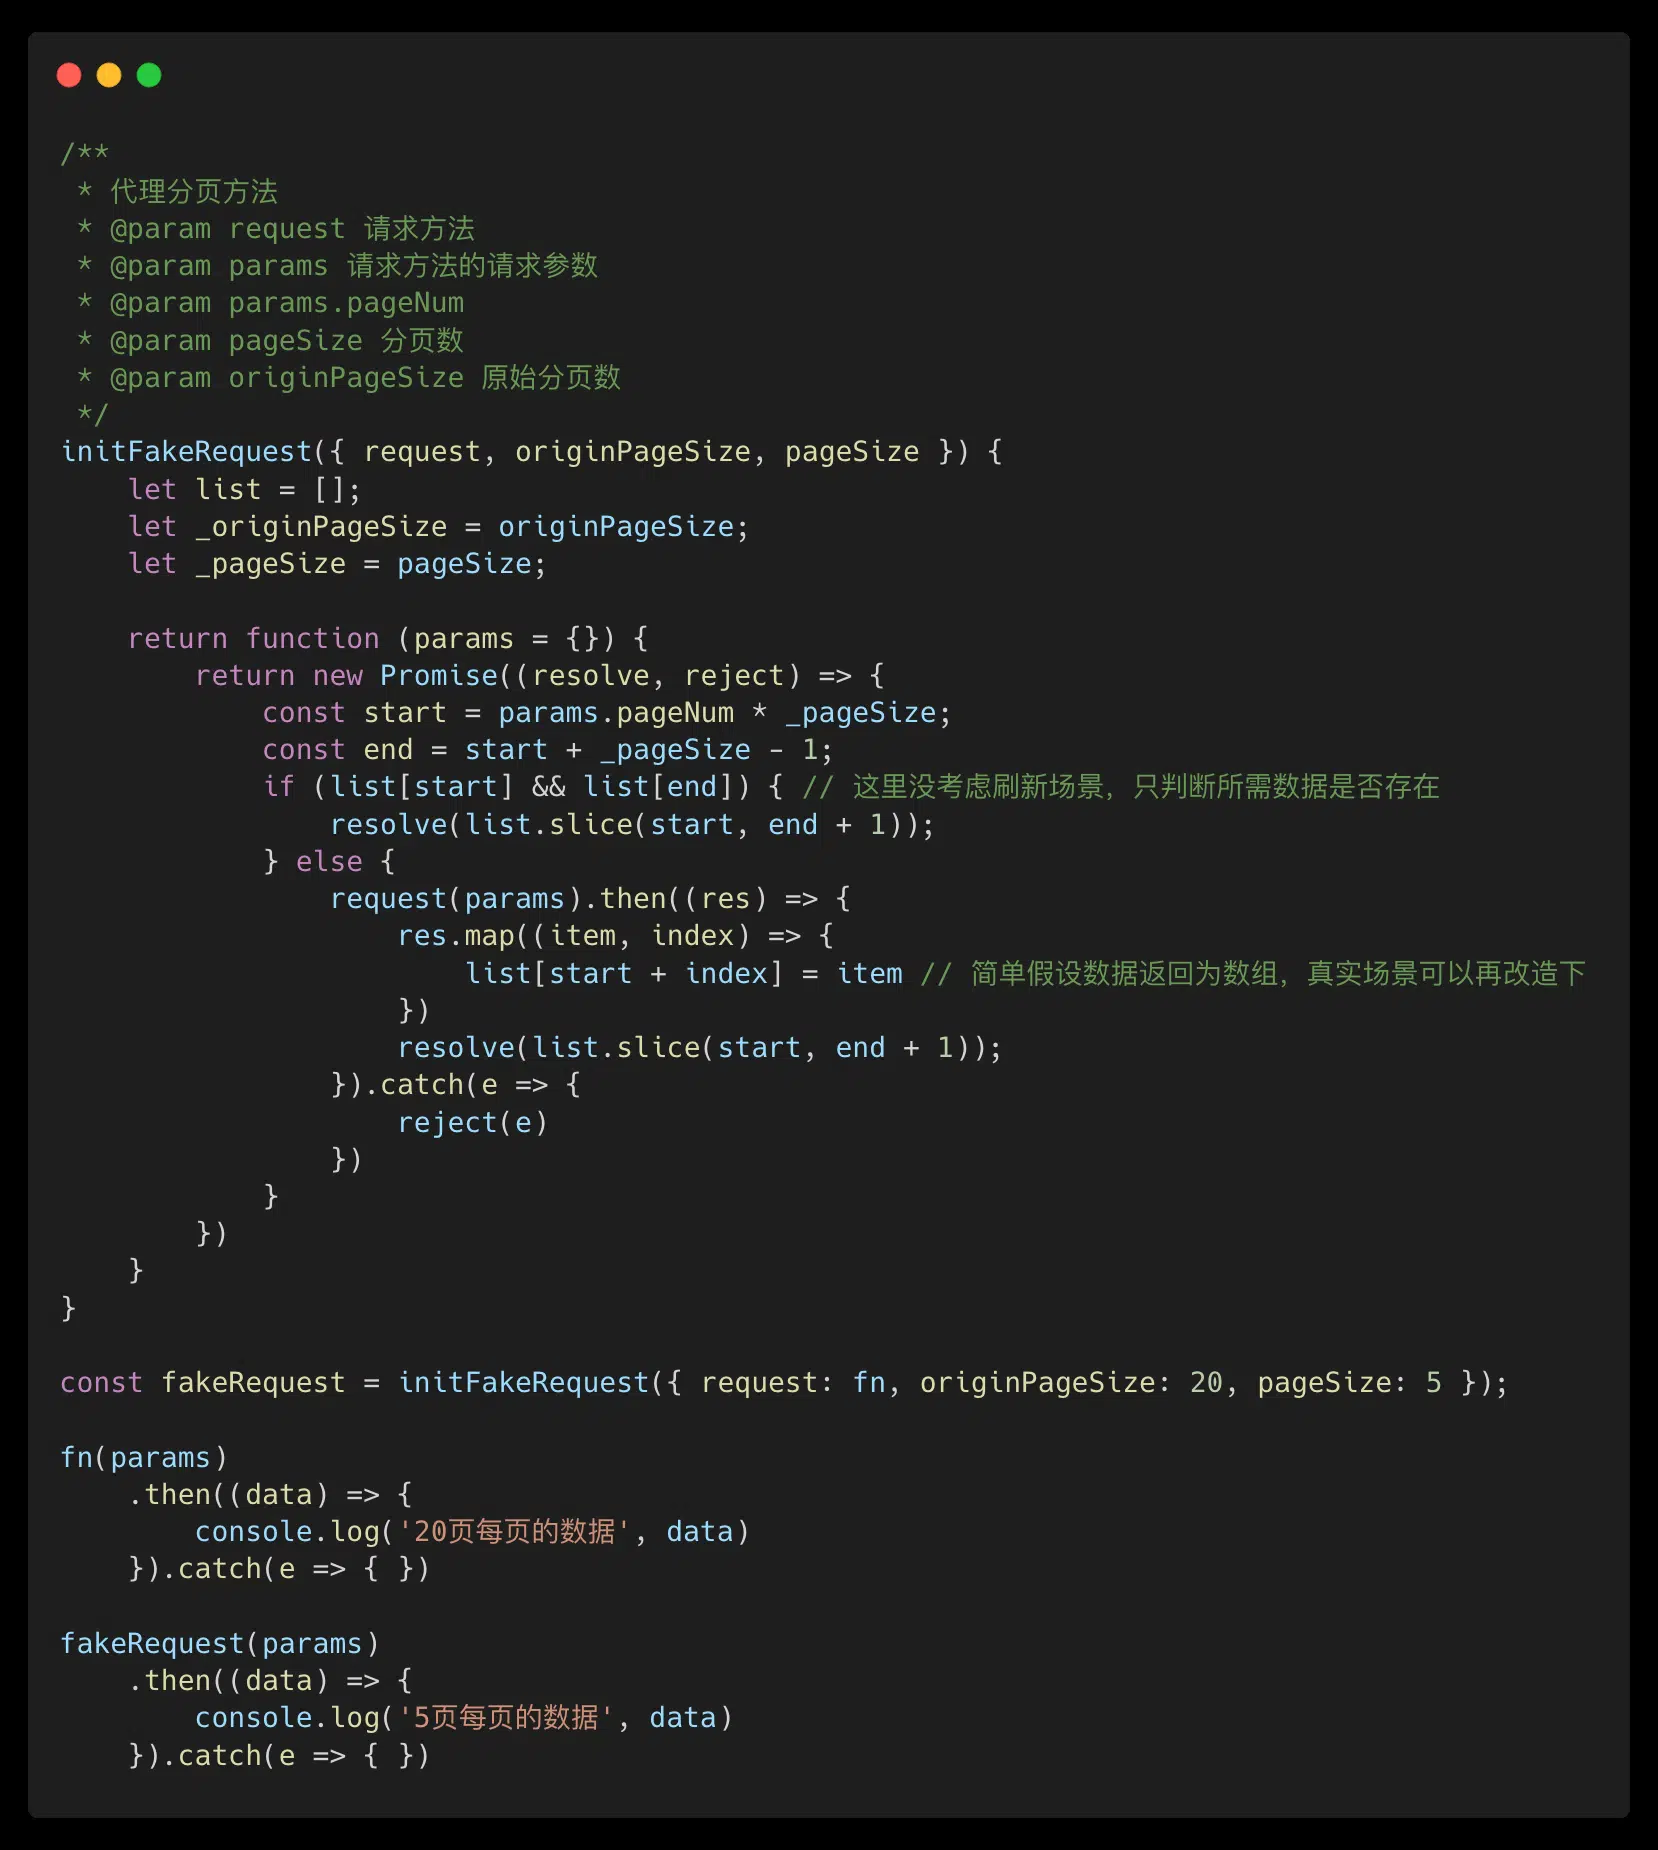 /**
 * 代理分页方法
 * @param request 请求方法
 * @param params 请求方法的请求参数
 * @param params.pageNum
 * @param pageSize 分页数
 * @param originPageSize 原始分页数
 */
initFakeRequest({ request, originPageSize, pageSize }) {
    let list = [];
    let _originPageSize = originPageSize;
    let _pageSize = pageSize;

    return function (params = {}) {
        return new Promise((resolve, reject) => {
            const start = params.pageNum * _pageSize;
            const end = start + _pageSize - 1;
            if (list[start] && list[end]) { // 这里没考虑刷新场景，只判断所需数据是否存在
                resolve(list.slice(start, end + 1));
            } else {
                request(params).then((res) => {
                    res.map((item, index) => {
                        list[start + index] = item // 简单假设数据返回为数组，真实场景可以再改造下
                    })
                    resolve(list.slice(start, end + 1));
                }).catch(e => {
                    reject(e)
                })
            }
        })
    }
}

const fakeRequest = initFakeRequest({ request: fn, originPageSize: 20, pageSize: 5 });

fn(params)
    .then((data) => {
        console.log('20页每页的数据', data)
    }).catch(e => { })

fakeRequest(params)
    .then((data) => {
        console.log('5页每页的数据', data)
    }).catch(e => { })